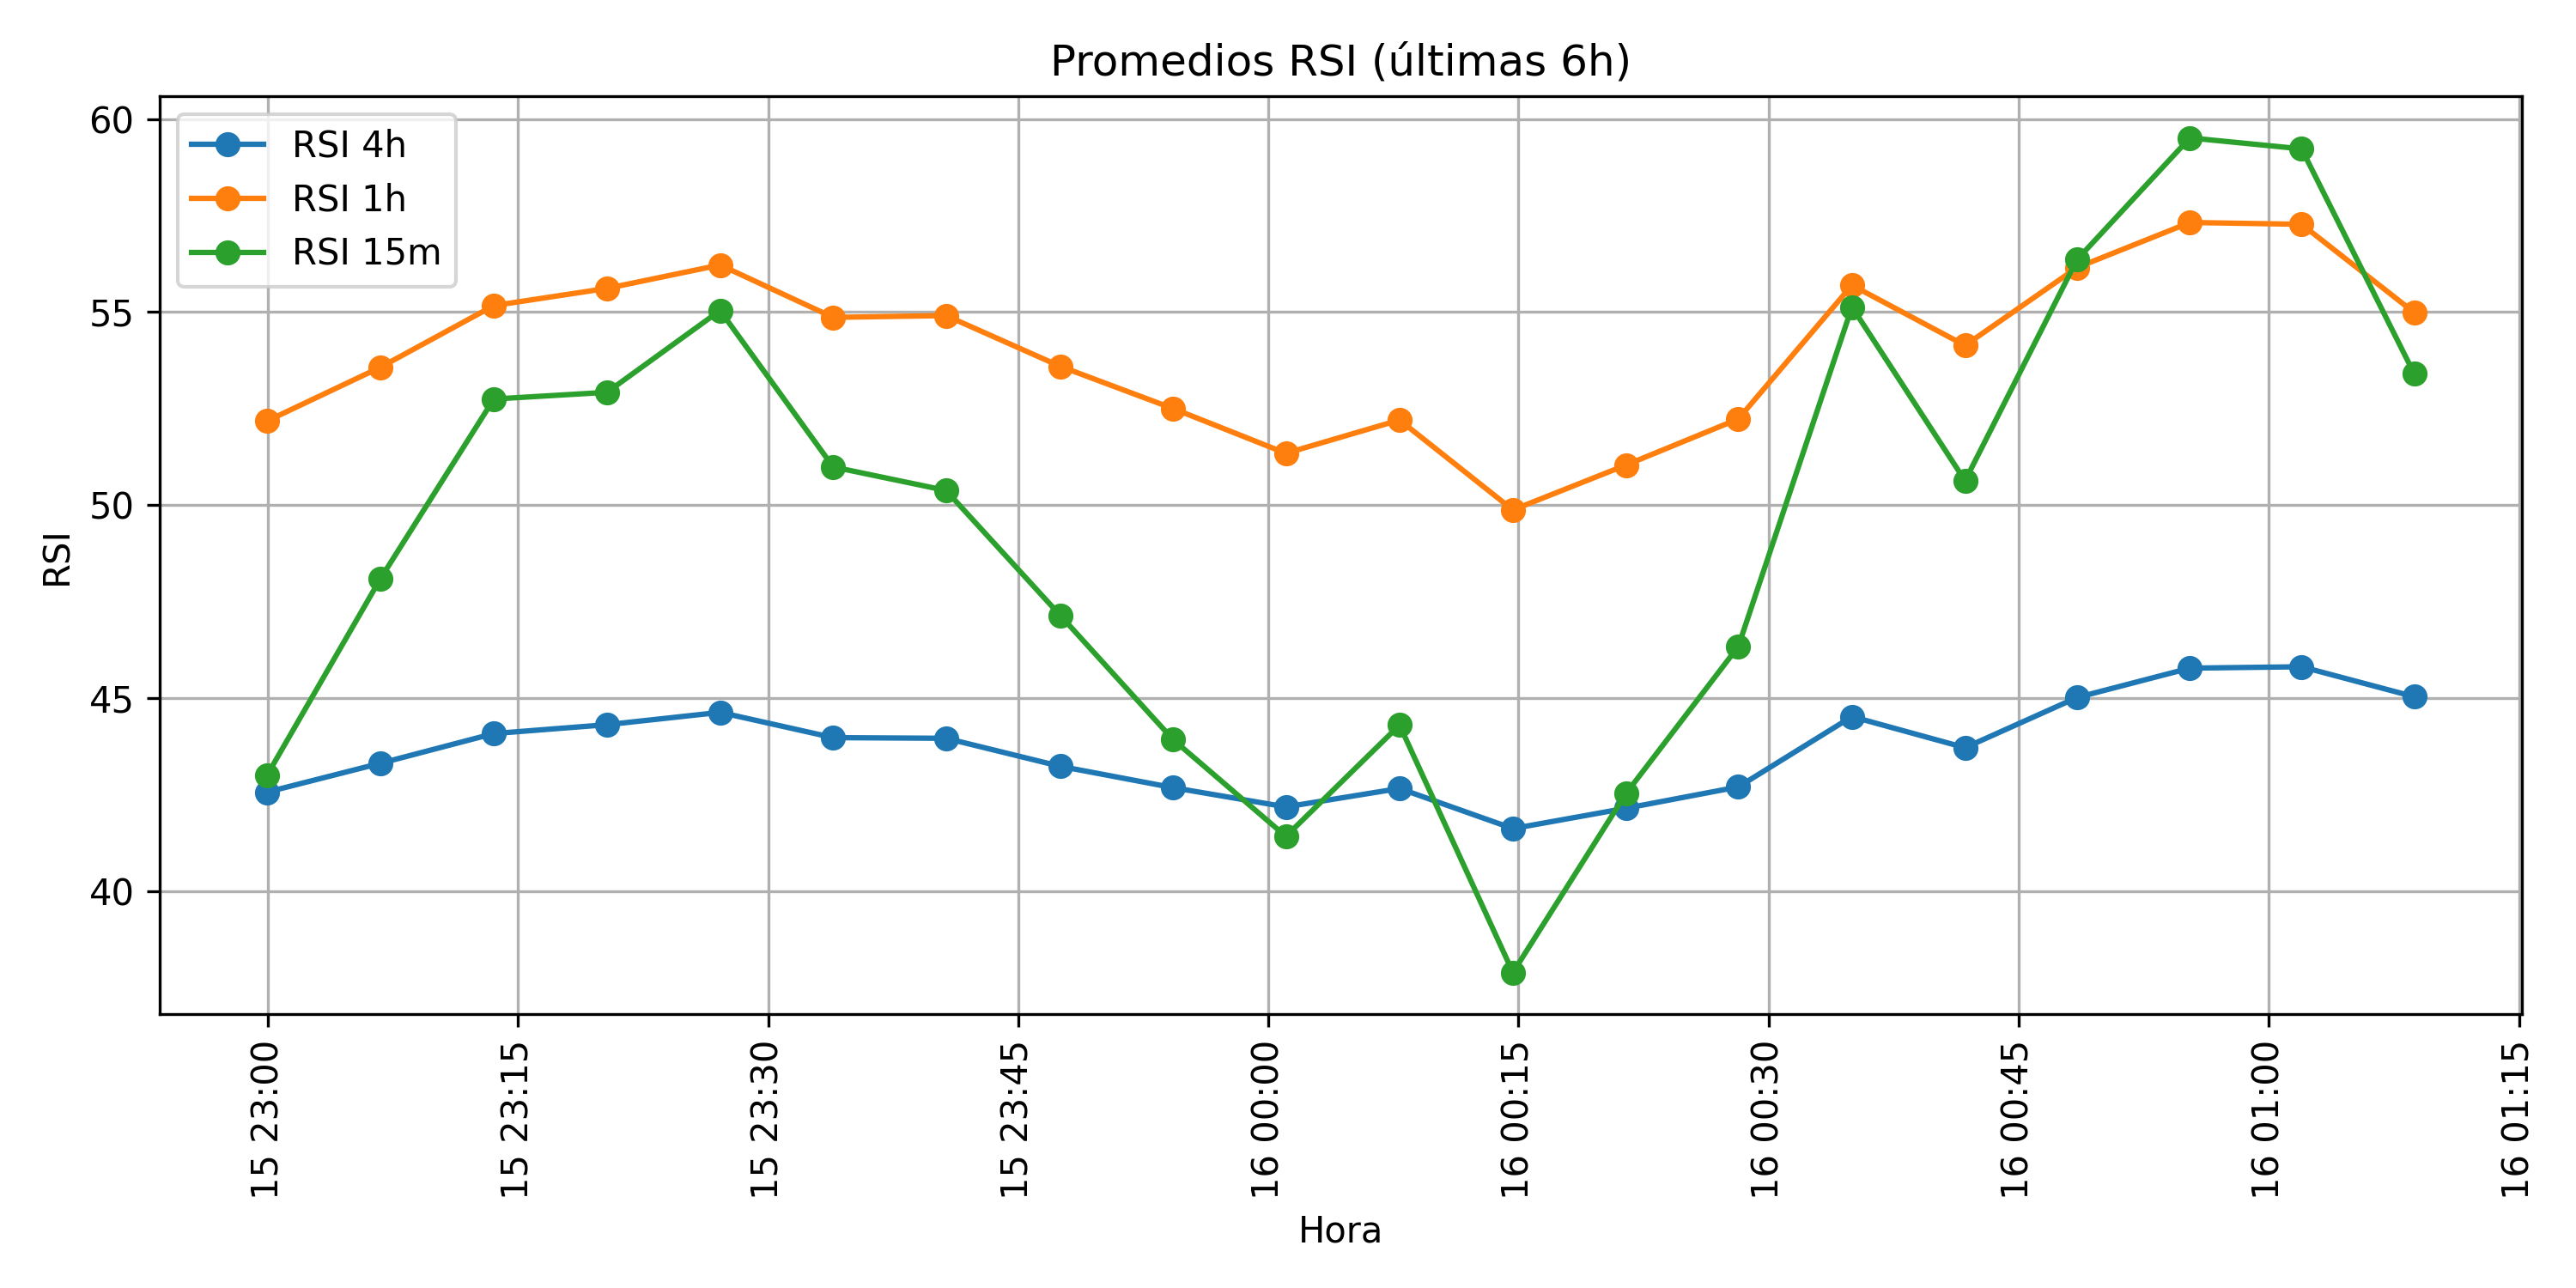 Promedios RSI (últimas 6h)
RSI 4h
RSI 1h
RSI 15m
60
55
50
45
40
RSI
15 23:00
15 23:15
15 23:30
15 23:45
16 00:00
16 00:15
16 00:30
16 00:45
16 01:00
16 01:15
Hora